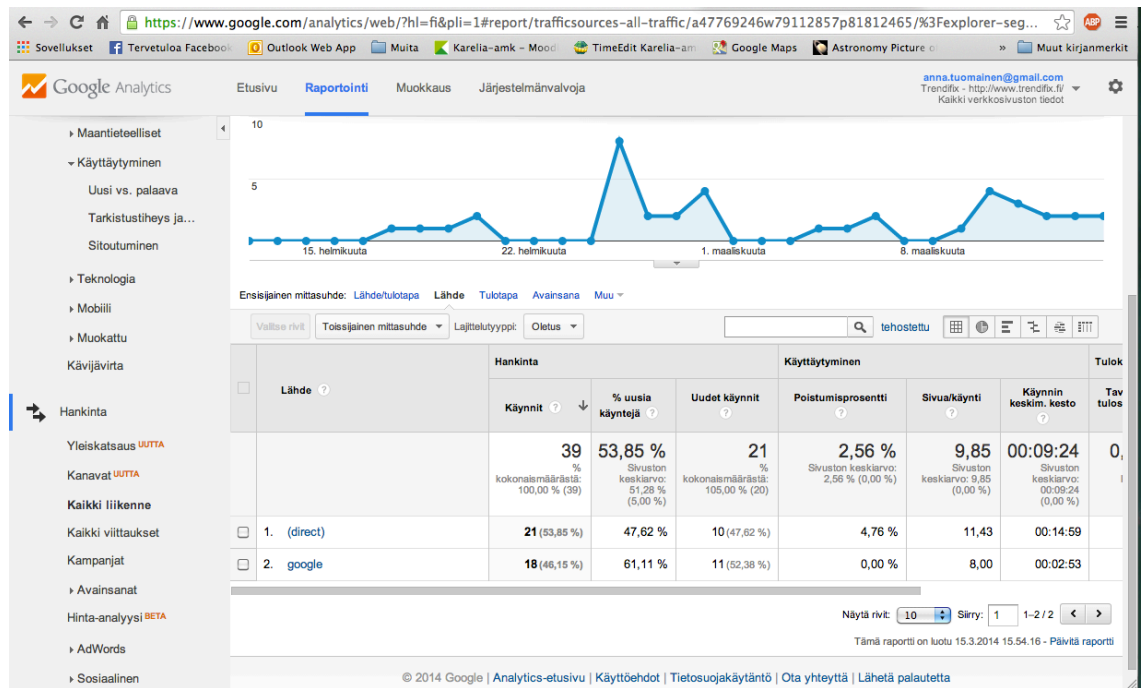 https://www.google.com/analytics/web/?hl=fi&pli=1#report/trafficsources-all-traffic/a47769246w79112857p81812465/%3Fexplorer-seg...
ABP
Sovellukset Tervetuloa Facebook Outlook Web App Muita Karelia-amk - Mood TimeEdit Karelia-am Google Maps Astronomy Picture o » Muut kirjanmerkit
Google Analytics Etusivu Raportointi Muokkaus Järjestelmänvalvoja
anna.tuomainen@gmail.com
Trendifix - http://www.trendifix.fi/
Kaikki verkkosivuston tiedot
Maantieteelliset
Käyttäytyminen
Uusi vs. palaava
Tarkistustiheys ja...
Sitoutuminen
Teknologia
Mobiili
Muokattu
Kävijävirta
Hankinta
Yleiskatsaus UUTTA
Kanavat UUTTA
Kaikki liikenne
Kaikki viittaukset
Kampanjat
Avainsanat
Hinta-analyysi BETA
AdWords
Sosiaalinen
10
5
15. helmikuuta 22. helmikuuta 1. maaliskuuta 8. maaliskuuta
Ensisijainen mittasuhde: Lähde/tulotapa Lähde Tulotapa Avainsana Muu
Valitse rivit Toissijainen mittasuhde Lajittelutyyppi: Oletus tehostettu
Hankinta Käyttäytyminen Tulok
Lähde ? Käynnit ? % uusia käyntejä ? Uudet käynnit ? Poistumisprosentti ? Sivua/käynti ? Käynnin keskim. kesto ? Tav tulos
39 53,85 % 21 2,56 % 9,85 00:09:24 0,
% kokonaismäärästä: 100,00 % (39)
Sivuston keskiarvo: 51,28 % (5,00 %)
% kokonaismäärästä: 105,00 % (20)
Sivuston keskiarvo: 2,56 % (0,00 %)
Sivuston keskiarvo: 9,85 (0,00 %)
Sivuston keskiarvo: 00:09:24 (0,00 %)
1. (direct) 21 (53,85 %) 47,62 % 10 (47,62 %) 4,76 % 11,43 00:14:59
2. google 18 (46,15 %) 61,11 % 11 (52,38 %) 0,00 % 8,00 00:02:53
Näytä rivit: 10 Siirry: 1 1–2 / 2
Tämä raportti on luotu 15.3.2014 15.54.16 - Päivitä raportti
© 2014 Google | Analytics-etusivu | Käyttöehdot | Tietosuojakäytäntö | Ota yhteyttä | Lähetä palautetta